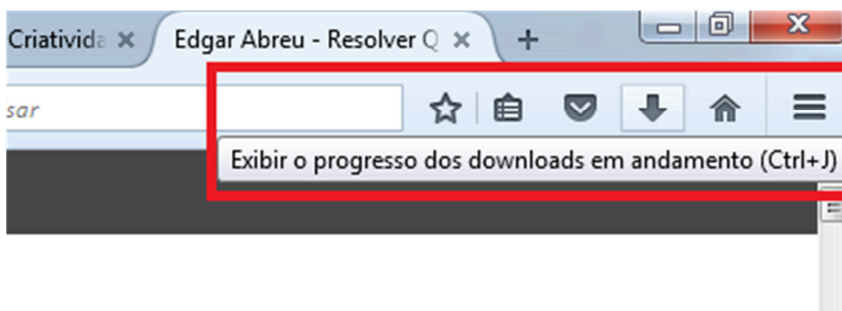 Criativida Edgar Abreu - Resolver Q
sar
Exibir o progresso dos downloads em andamento (Ctrl+J)